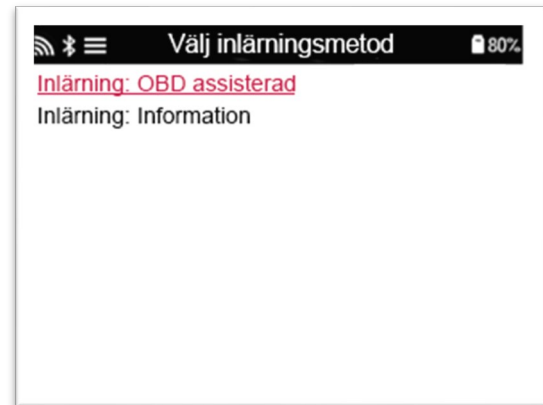 Välj inlärningsmetod 80%
Inlärning: OBD assisterad
Inlärning: Information